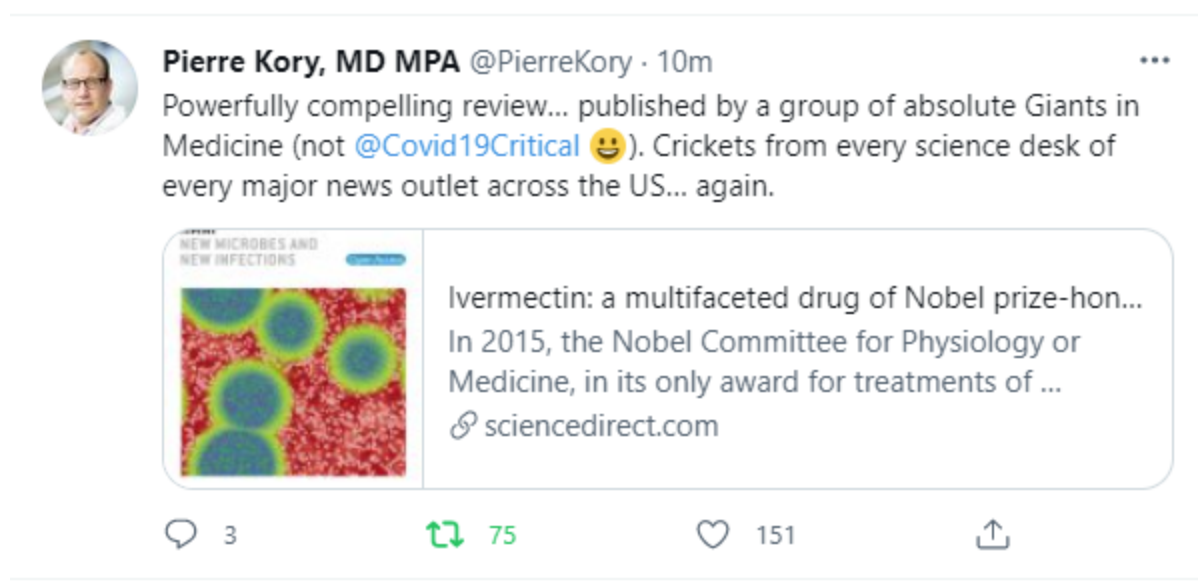 Pierre Kory, MD MPA @PierreKory · 10m
Powerfully compelling review... published by a group of absolute Giants in
Medicine (not @Covid19Critical 😀). Crickets from every science desk of
every major news outlet across the US... again.
NEW MICROBES AND
NEW INFECTIONS
Open Access
Ivermectin: a multifaceted drug of Nobel prize-hon...
In 2015, the Nobel Committee for Physiology or
Medicine, in its only award for treatments of ...
sciencedirect.com
3 75 151